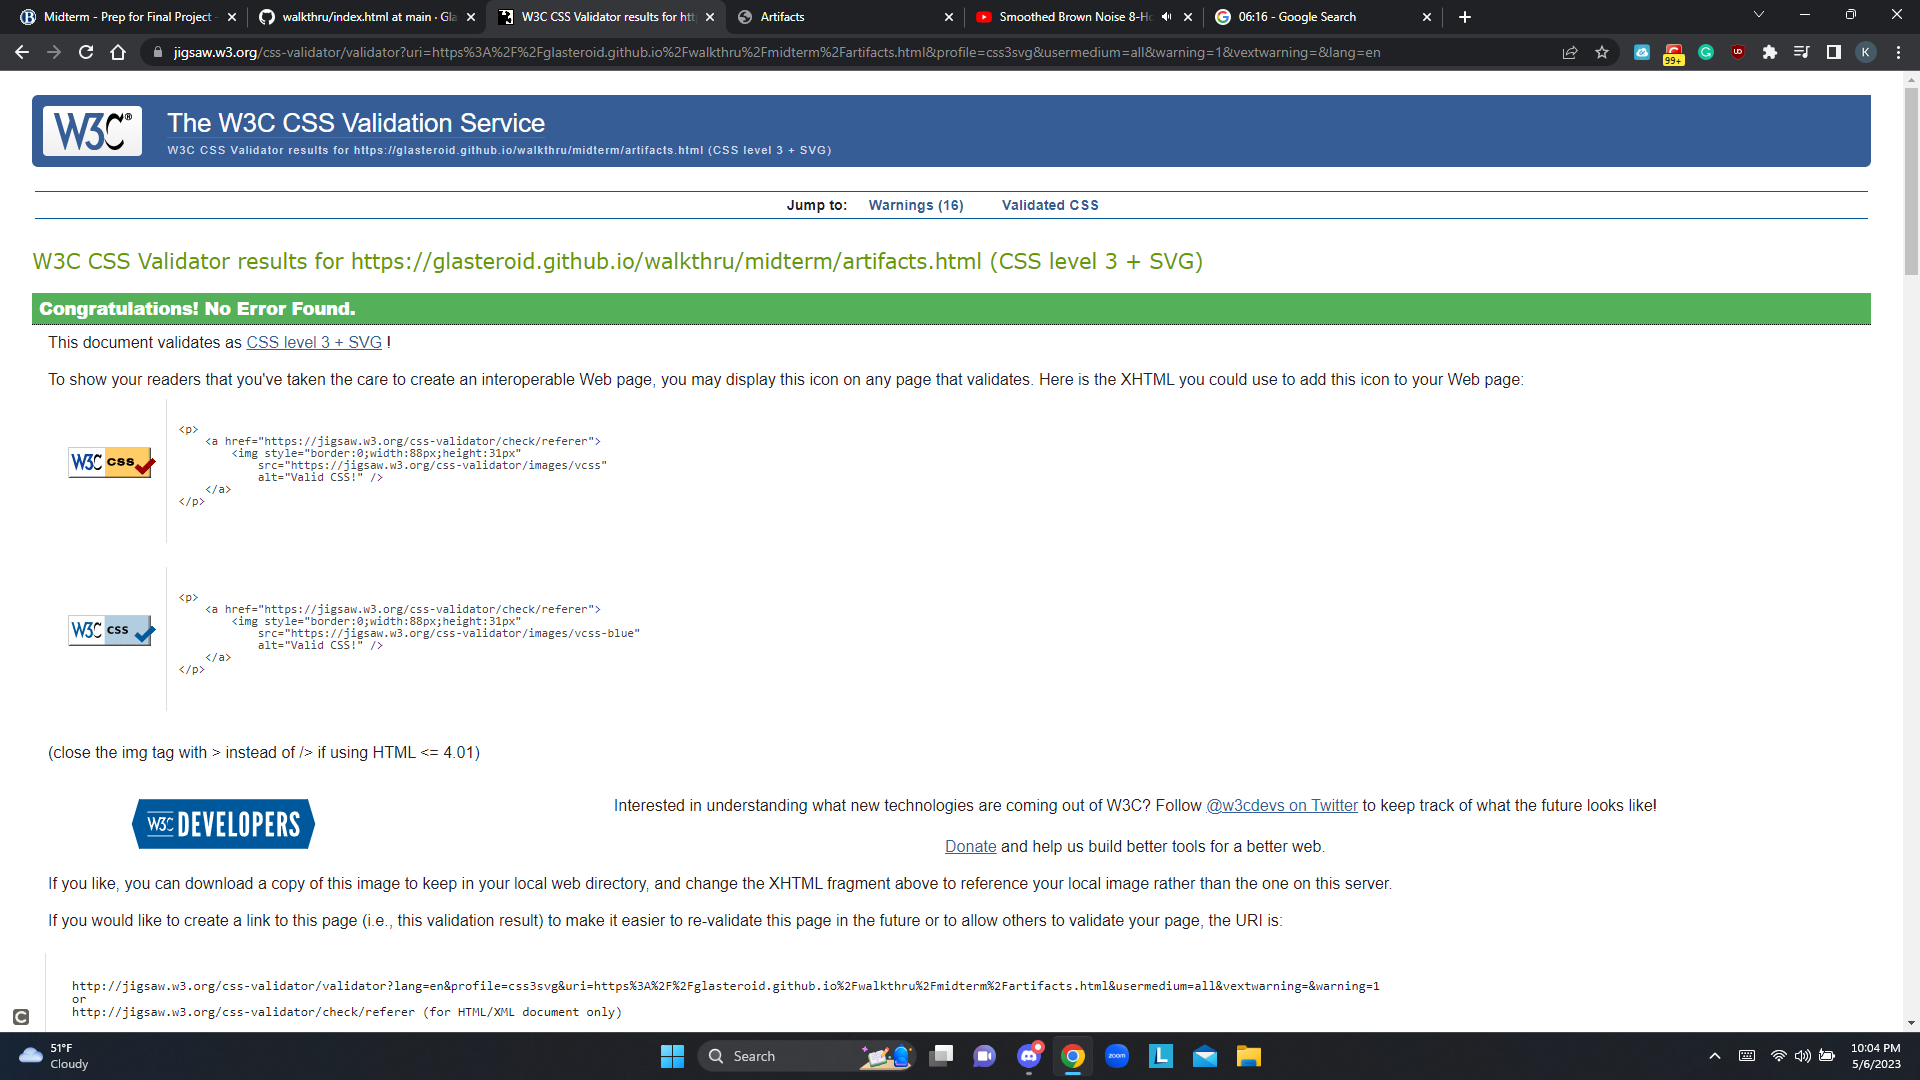 Midterm - Prep for Final Project -
walkthru/index.html at main · Gla
W3C CSS Validator results for htt
Artifacts
Smoothed Brown Noise 8-Ho
06:16 - Google Search
jigsaw.w3.org/css-validator/validator?uri=https%3A%2F%2Fglasteroid.github.io%2Fwalkthru%2Fmidterm%2Fartifacts.html&profile=css3svg&usermedium=all&warning=1&vextwarning=&lang=en
99+
K
W3C®
The W3C CSS Validation Service
W3C CSS Validator results for https://glasteroid.github.io/walkthru/midterm/artifacts.html (CSS level 3 + SVG)
Jump to: Warnings (16) Validated CSS
W3C CSS Validator results for https://glasteroid.github.io/walkthru/midterm/artifacts.html (CSS level 3 + SVG)
Congratulations! No Error Found.
This document validates as CSS level 3 + SVG !
To show your readers that you've taken the care to create an interoperable Web page, you may display this icon on any page that validates. Here is the XHTML you could use to add this icon to your Web page:
W3C css
<p>
<a href="https://jigsaw.w3.org/css-validator/check/referer">
<img style="border:0;width:88px;height:31px"
src="https://jigsaw.w3.org/css-validator/images/vcss"
alt="Valid CSS!" />
</a>
</p>
W3C css
<p>
<a href="https://jigsaw.w3.org/css-validator/check/referer">
<img style="border:0;width:88px;height:31px"
src="https://jigsaw.w3.org/css-validator/images/vcss-blue"
alt="Valid CSS!" />
</a>
</p>
(close the img tag with > instead of /> if using HTML <= 4.01)
W3C DEVELOPERS
Interested in understanding what new technologies are coming out of W3C? Follow @w3cdevs on Twitter to keep track of what the future looks like!
Donate and help us build better tools for a better web.
If you like, you can download a copy of this image to keep in your local web directory, and change the XHTML fragment above to reference your local image rather than the one on this server.
If you would like to create a link to this page (i.e., this validation result) to make it easier to re-validate this page in the future or to allow others to validate your page, the URI is:
http://jigsaw.w3.org/css-validator/validator?lang=en&profile=css3svg&uri=https%3A%2F%2Fglasteroid.github.io%2Fwalkthru%2Fmidterm%2Fartifacts.html&usermedium=all&vextwarning=&warning=1
or
http://jigsaw.w3.org/css-validator/check/referer (for HTML/XML document only)
51°F
Cloudy
Search
zoom
L
10:04 PM
5/6/2023